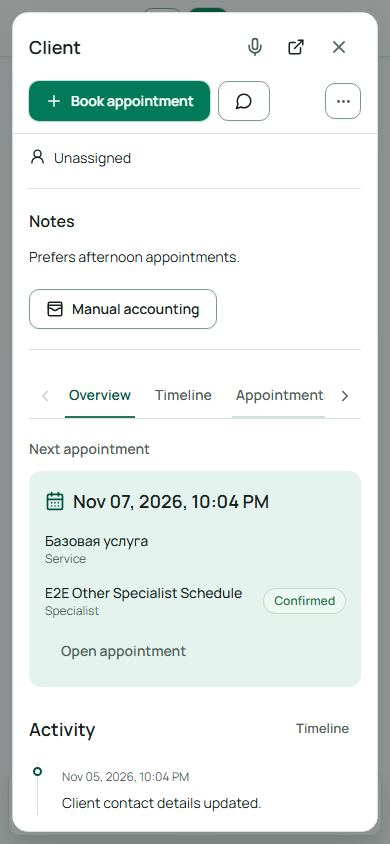 Client
Book appointment
Unassigned
Notes
Prefers afternoon appointments.
Manual accounting
Overview Timeline Appointment
Next appointment
Nov 07, 2026, 10:04 PM
Базовая услуга
Service
E2E Other Specialist Schedule
Specialist
Confirmed
Open appointment
Activity Timeline
Nov 05, 2026, 10:04 PM
Client contact details updated.